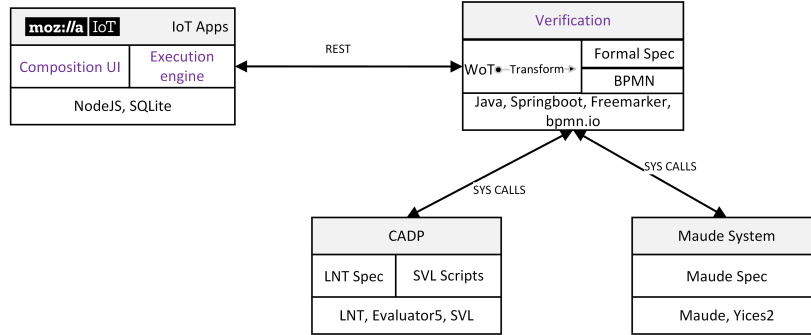 moz://a IoT IoT Apps
Composition UI
Execution
engine
NodeJS, SQLite
REST
Verification
WoT Transform
Formal Spec
BPMN
Java, Springboot, Freemarker,
bpmn.io
SYS CALLS
SYS CALLS
CADP
LNT Spec
SVL Scripts
LNT, Evaluator5, SVL
Maude System
Maude Spec
Maude, Yices2